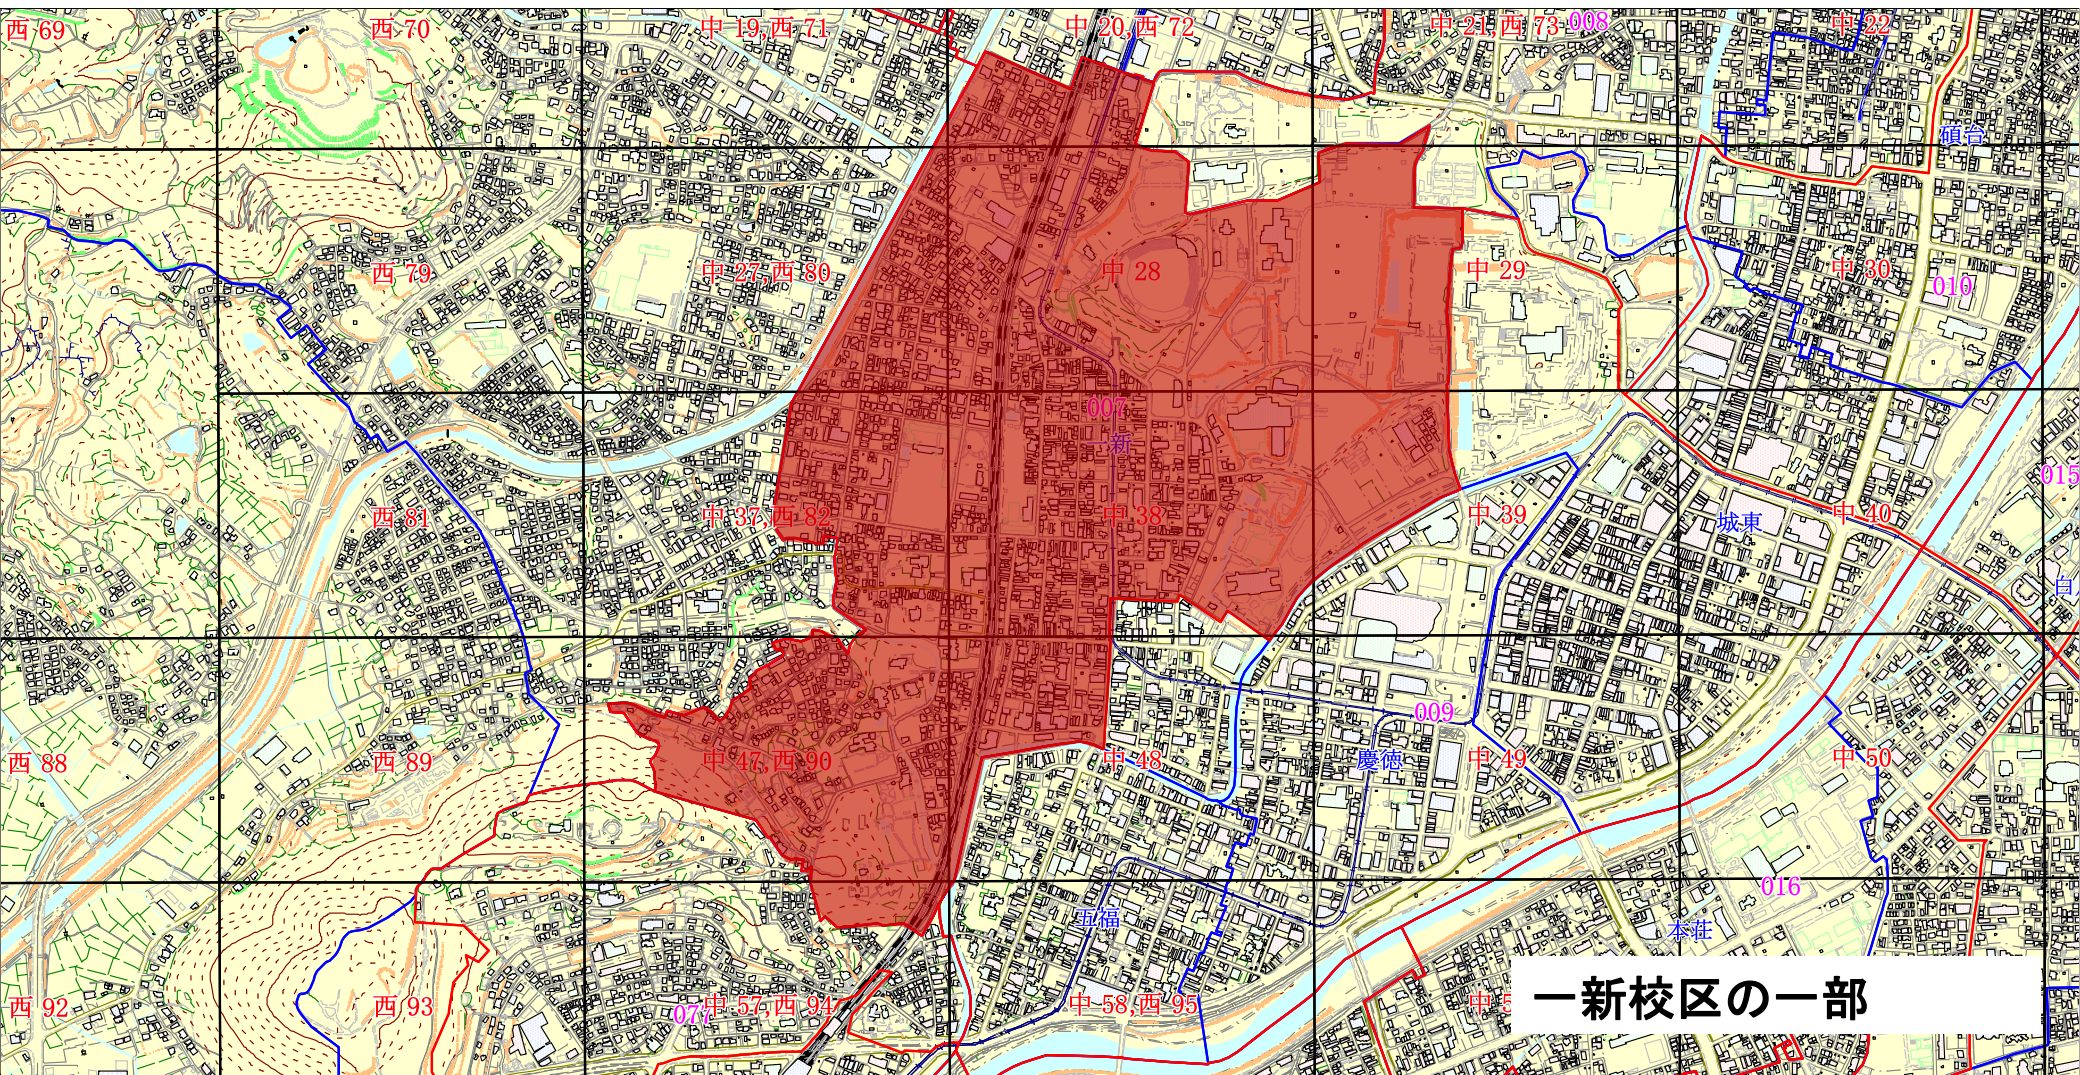 西 69
西 70
中 19,西 71
中 20,西 72
中 21,西 73
008
中 22
碩台
西 79
中 27,西 80
中 28
中 29
中 30
010
007
一新
015
西 81
中 37,西 82
中 38
中 39
城東
中 40
009
西 88
西 89
中 47,西 90
中 48
慶徳
中 49
中 50
016
五福
本荘
西 92
西 93
077
中 57,西 94
中 58,西 95
中 5
一新校区の一部